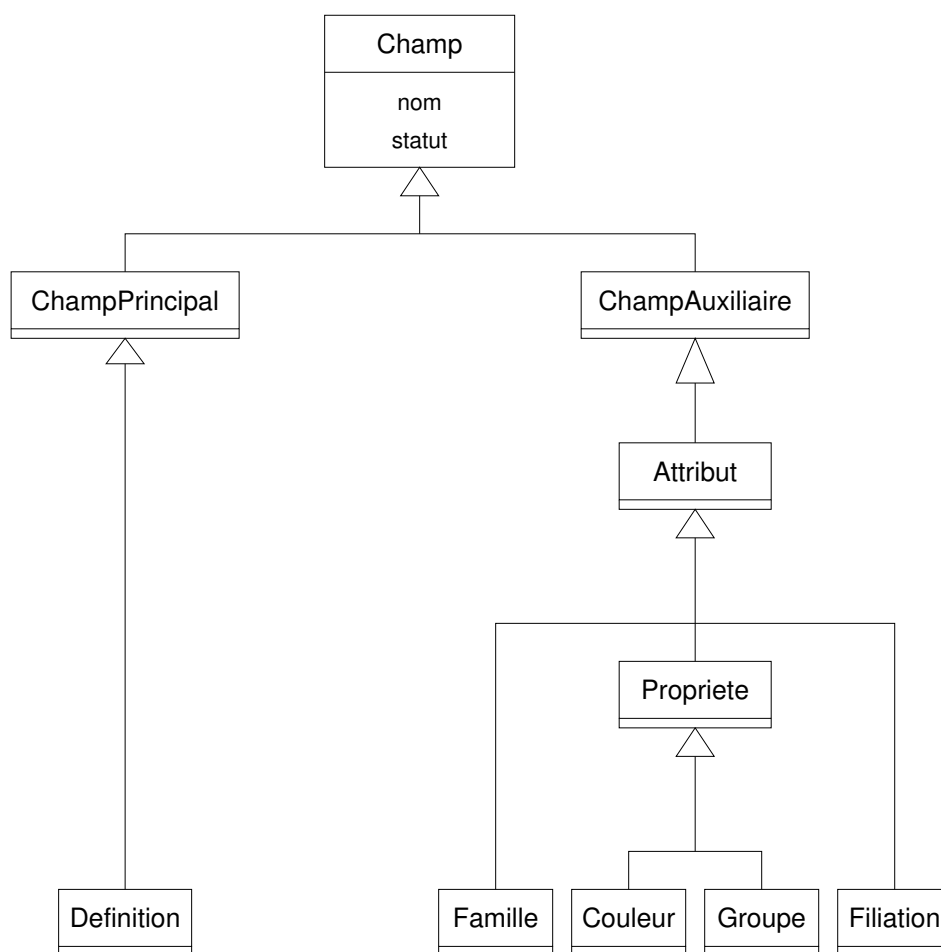 Champ
nom
statut
ChampPrincipal ChampAuxiliaire
Attribut
Propriete
Definition Famille Couleur Groupe Filiation